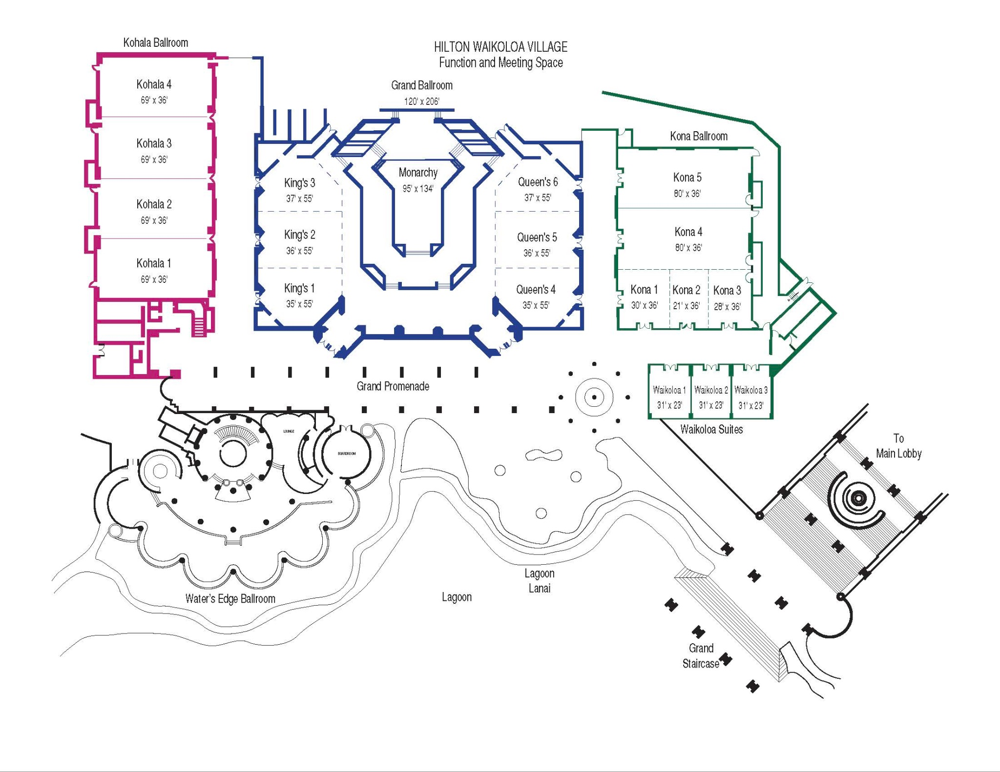 Kohala Ballroom
HILTON WAIKOLOA VILLAGE
Function and Meeting Space
Grand Ballroom
120' x 206'
Kohala 4
69' x 36'
Kohala 3
69' x 36'
Kohala 2
69' x 36'
Kohala 1
69' x 36'
King's 3
37' x 55'
King's 2
36' x 55'
King's 1
35' x 55'
Monarchy
95' x 134'
Queen's 6
37' x 55'
Queen's 5
36' x 55'
Queen's 4
35' x 55'
Kona Ballroom
Kona 5
80' x 36'
Kona 4
80' x 36'
Kona 1
30' x 36'
Kona 2
21' x 36'
Kona 3
28' x 36'
Grand Promenade
Waikoloa 1
31' x 23'
Waikoloa 2
31' x 23'
Waikoloa 3
31' x 23'
Waikoloa Suites
LOUNGE
BOARDROOM
To
Main Lobby
Water's Edge Ballroom
Lagoon
Lagoon
Lanai
Grand
Staircase